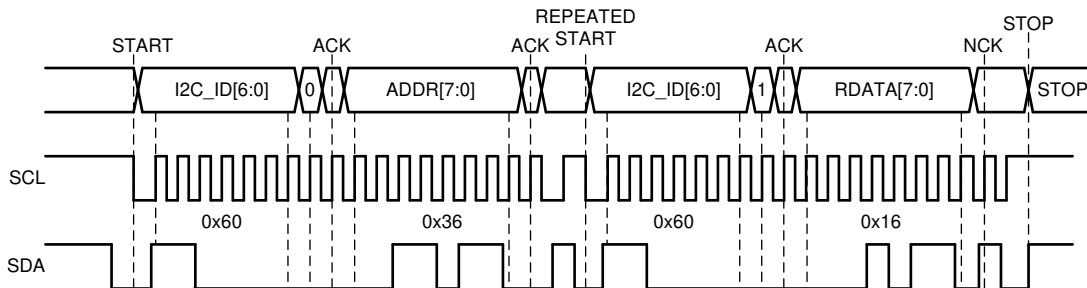 REPEATED
START
STOP
START
ACK
ACK
ACK
NCK
I2C_ID[6:0]
0
ADDR[7:0]
I2C_ID[6:0]
1
RDATA[7:0]
STOP
SCL
0x60
0x36
0x60
0x16
SDA